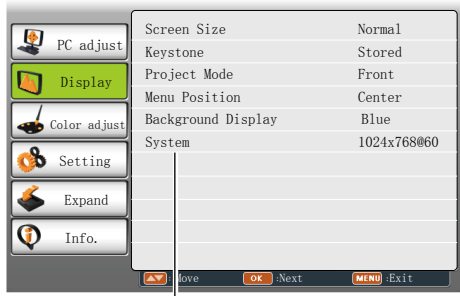 PC adjust
Display
Color adjust
Setting
Expand
Info.
Screen Size Normal
Keystone Stored
Project Mode Front
Menu Position Center
Background Display Blue
System 1024x768@60
:Move OK :Next MENU :Exit